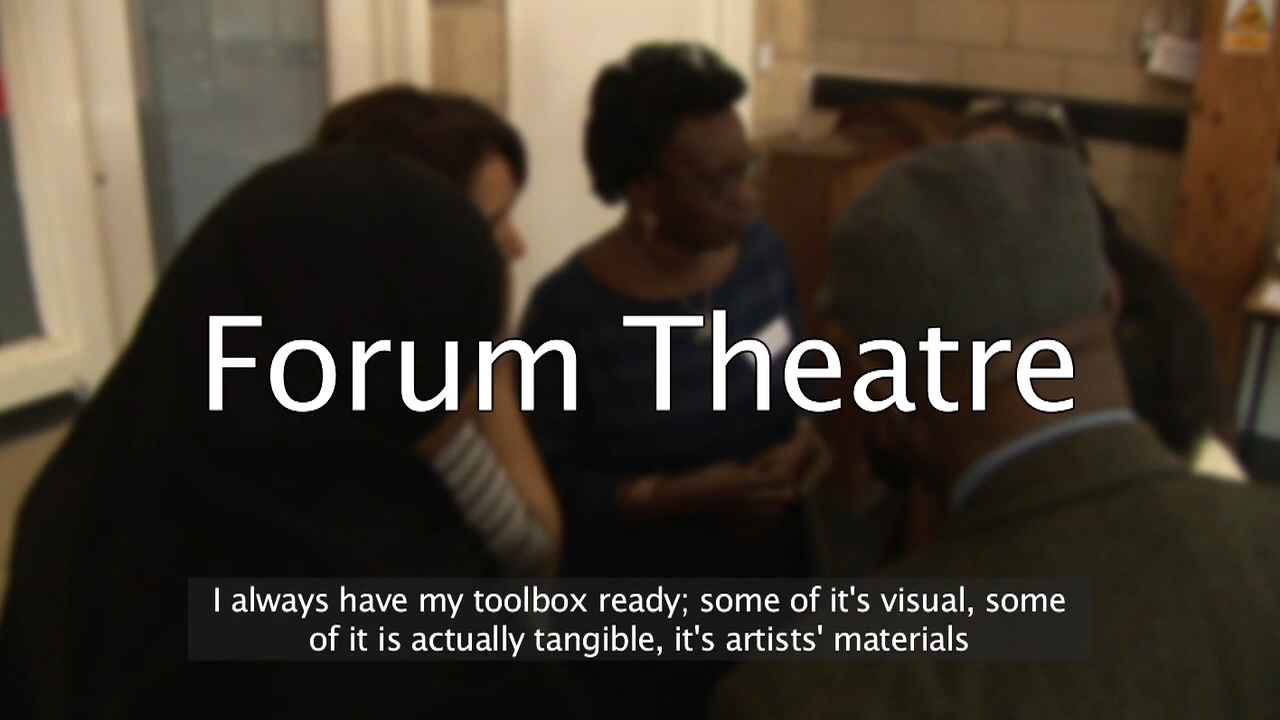 Forum Theatre
I always have my toolbox ready; some of it's visual, some
of it is actually tangible, it's artists' materials